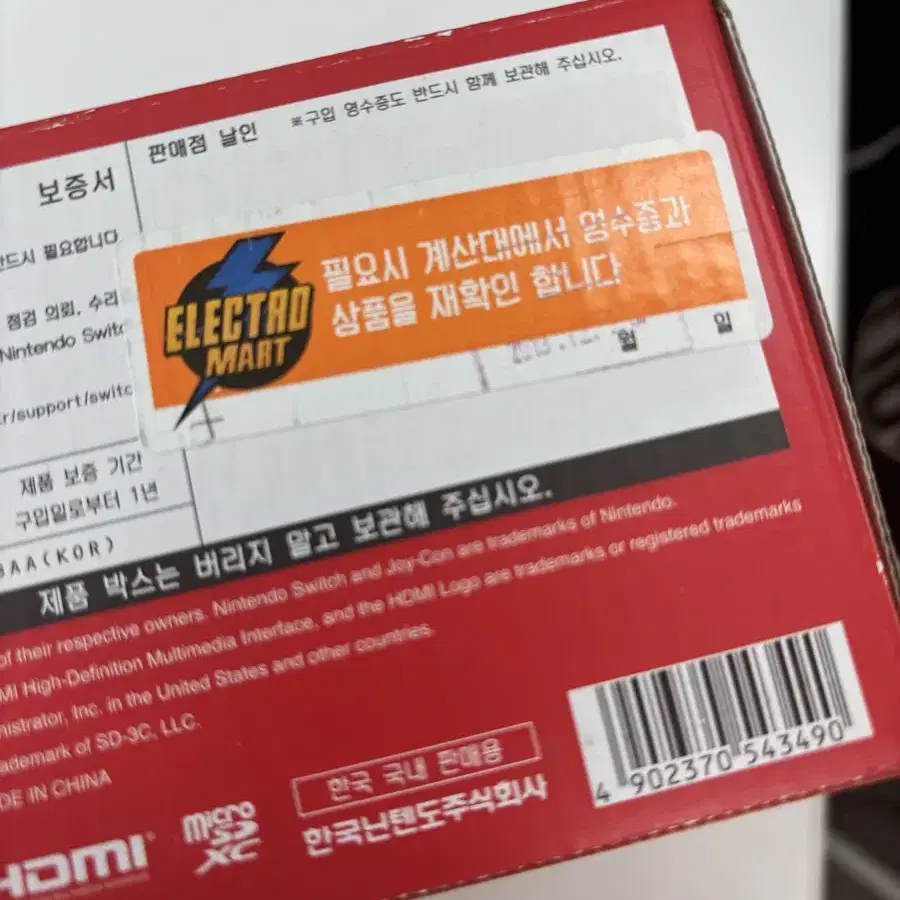 ※구입 영수증도 반드시 함께 보관해 주십시오.
판매점 날인
보증서
반드시 필요합니다
점검 의뢰, 수리
Nintendo Switc
r/support/switc
ELECTRO
MART
필요시 계산대에서 영수증과
상품을 재확인 합니다
월 일
제품 보증 기간
구입일로부터 1년
BAA(KOR)
제품 박스는 버리지 말고 보관해 주십시오.
of their respective owners. Nintendo Switch and Joy-Con are trademarks of Nintendo.
MI High-Definition Multimedia Interface, and the HDMI Logo are trademarks or registered trademarks
nistrator, Inc. in the United States and other countries.
ademark of SD-3C, LLC.
DE IN CHINA
HDMI
micro
SD
XC
한국 국내 판매용
한국닌텐도주식회사
4 902370 543490